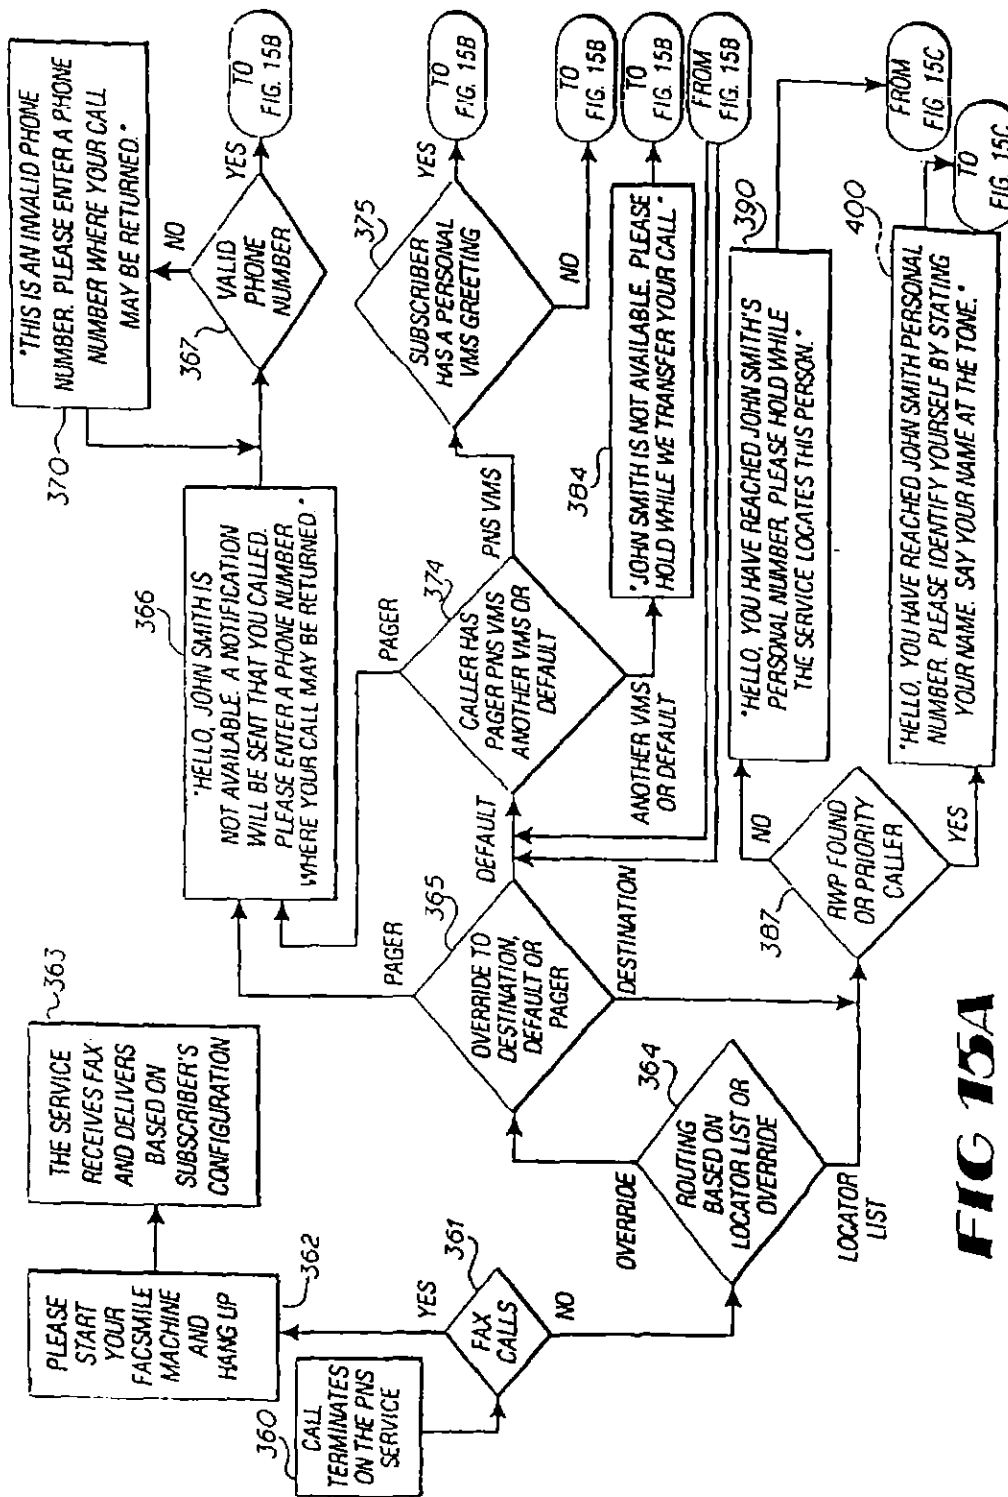 360
CALL
TERMINATES
ON THE PNS
SERVICE
361
FAX
CALLS
YES
NO
362
PLEASE
START
YOUR
FACSMILE
MACHINE
AND
HANG UP
363
THE SERVICE
RECEIVES FAX
AND DELIVERS
BASED ON
SUBSCRIBER'S
CONFIGURATION
364
ROUTING
BASED ON
LOCATOR LIST OR
OVERRIDE
OVERRIDE
LOCATOR
LIST
365
OVERRIDE TO
DESTINATION,
DEFAULT OR
PAGER
PAGER
DEFAULT
DESTINATION
366
"HELLO, JOHN SMITH IS
NOT AVAILABLE. A NOTIFICATION
WILL BE SENT THAT YOU CALLED.
PLEASE ENTER A PHONE NUMBER
WHERE YOUR CALL MAY BE RETURNED."
367
VALID
PHONE
NUMBER
NO
YES
370
"THIS IS AN INVALID PHONE
NUMBER. PLEASE ENTER A PHONE
NUMBER WHERE YOUR CALL
MAY BE RETURNED."
TO
FIG. 15B
374
CALLER HAS
PAGER PNS VMS
ANOTHER VMS OR
DEFAULT
PAGER
PNS VMS
ANOTHER VMS
OR DEFAULT
375
SUBSCRIBER
HAS A PERSONAL
VMS GREETING
YES
NO
TO
FIG. 15B
TO
FIG. 15B
384
"JOHN SMITH IS NOT AVAILABLE. PLEASE
HOLD WHILE WE TRANSFER YOUR CALL."
TO
FIG. 15B
FROM
FIG. 15B
387
RWP FOUND
OR PRIORITY
CALLER
NO
YES
390
"HELLO, YOU HAVE REACHED JOHN SMITH'S
PERSONAL NUMBER, PLEASE HOLD WHILE
THE SERVICE LOCATES THIS PERSON."
FROM
FIG. 15C
400
"HELLO, YOU HAVE REACHED JOHN SMITH PERSONAL
NUMBER. PLEASE IDENTIFY YOURSELF BY STATING
YOUR NAME. SAY YOUR NAME AT THE TONE."
TO
FIG. 15C
FIG 15A